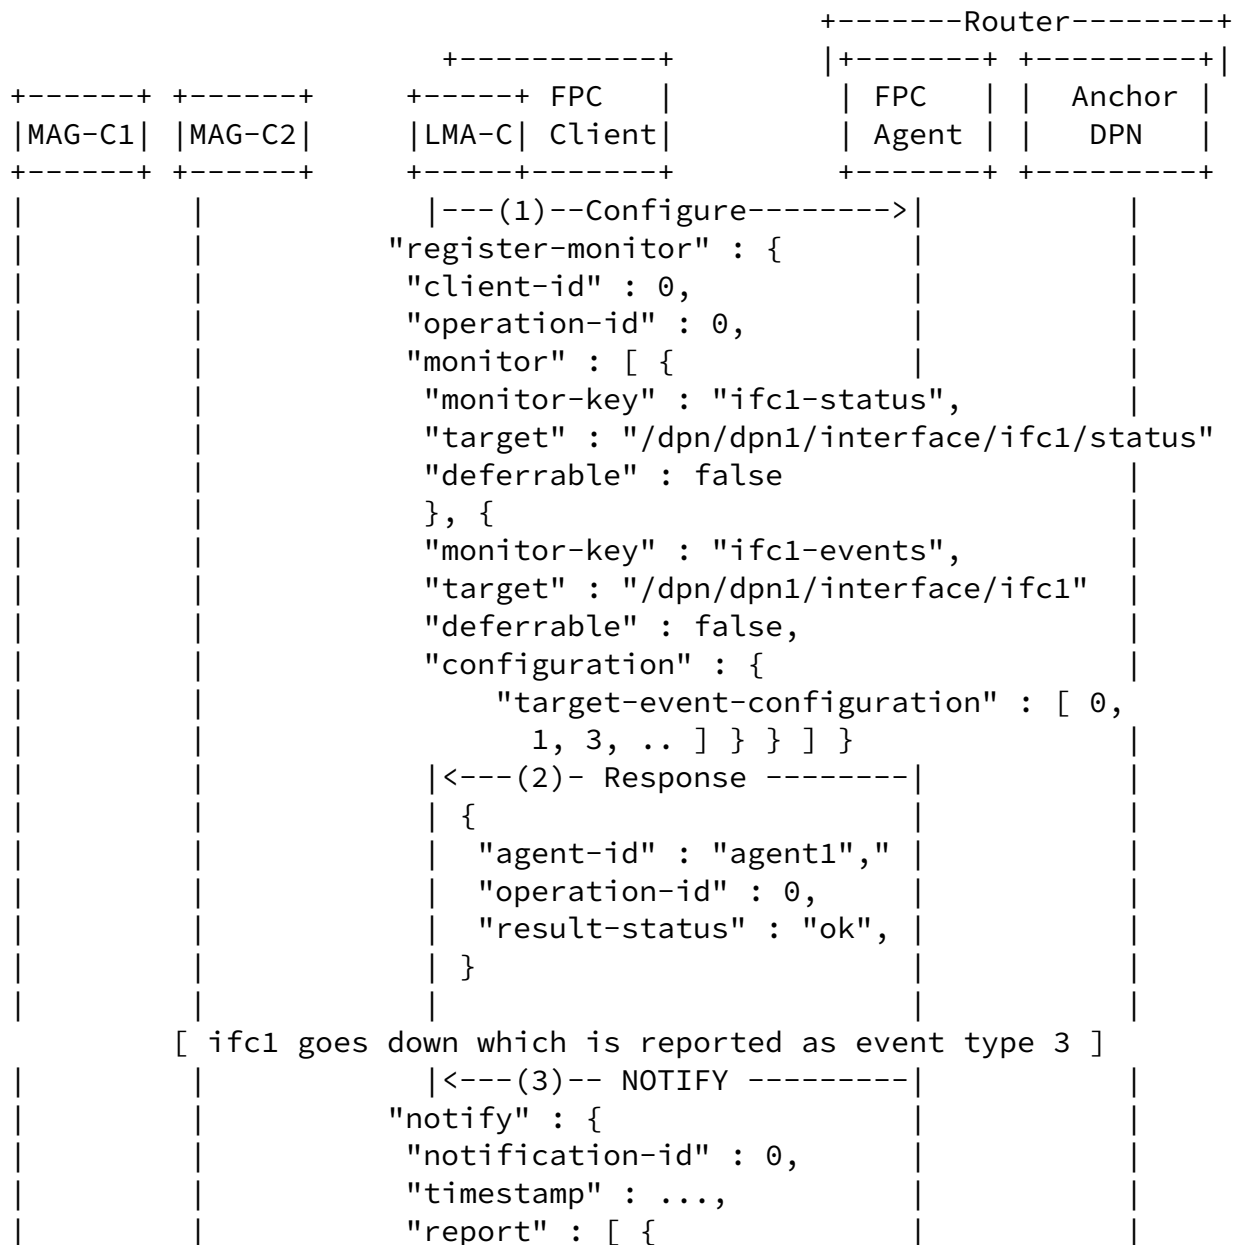 +-------Router--------+
                        +-----------+        |+-------+ +---------+|
+------+ +------+     +-----+ FPC   |         | FPC   | |  Anchor |
|MAG-C1| |MAG-C2|     |LMA-C| Client|         | Agent | |   DPN   |
+------+ +------+     +-----+-------+         +-------+ +---------+
|         |            |---(1)--Configure-------->|           |
|         |          "register-monitor" : {       |           |
|         |           "client-id" : 0,            |           |
|         |           "operation-id" : 0,         |           |
|         |           "monitor" : [ {             |           |
|         |            "monitor-key" : "ifc1-status",         |
|         |            "target" : "/dpn/dpn1/interface/ifc1/status"
|         |            "deferrable" : false                   |
|         |            }, {                                   |
|         |            "monitor-key" : "ifc1-events",         |
|         |            "target" : "/dpn/dpn1/interface/ifc1"  |
|         |            "deferrable" : false,                  |
|         |            "configuration" : {                    |
|         |                "target-event-configuration" : [ 0,
|         |                  1, 3, .. ] } } ] }               |
|         |            |<---(2)- Response --------|           |
|         |            | {                        |           |
|         |            |  "agent-id" : "agent1"," |           |
|         |            |  "operation-id" : 0,     |           |
|         |            |  "result-status" : "ok", |           |
|         |            | }                        |           |
|         |            |                          |           |
         [ ifc1 goes down which is reported as event type 3 ]
|         |            |<---(3)-- NOTIFY ---------|           |
|         |          "notify" : {                 |           |
|         |           "notification-id" : 0,      |           |
|         |           "timestamp" : ...,          |           |
|         |           "report" : [ {              |           |